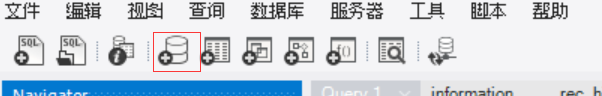 文件 编辑 视图 查询 数据库 服务器 工具 脚本 帮助
SQL SQL
Navigator Query 1 information rec_h